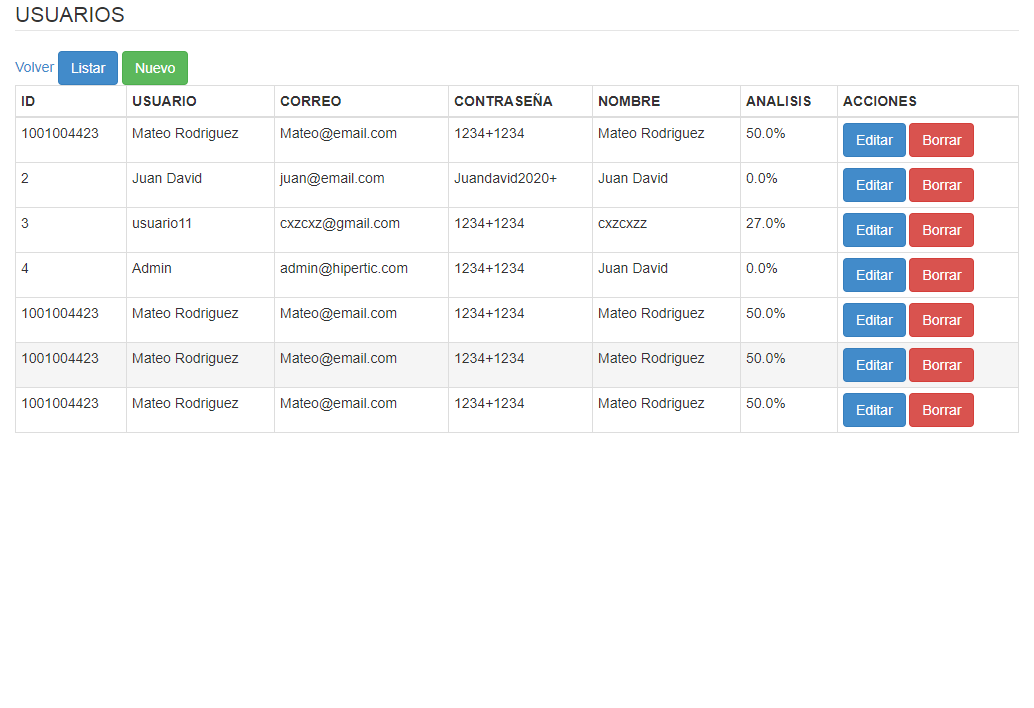 USUARIOS
Volver Listar Nuevo
ID USUARIO CORREO CONTRASEÑA NOMBRE ANALISIS ACCIONES
1001004423 Mateo Rodriguez Mateo@email.com 1234+1234 Mateo Rodriguez 50.0% Editar Borrar
2 Juan David juan@email.com Juandavid2020+ Juan David 0.0% Editar Borrar
3 usuario11 cxzcxz@gmail.com 1234+1234 cxzcxzz 27.0% Editar Borrar
4 Admin admin@hipertic.com 1234+1234 Juan David 0.0% Editar Borrar
1001004423 Mateo Rodriguez Mateo@email.com 1234+1234 Mateo Rodriguez 50.0% Editar Borrar
1001004423 Mateo Rodriguez Mateo@email.com 1234+1234 Mateo Rodriguez 50.0% Editar Borrar
1001004423 Mateo Rodriguez Mateo@email.com 1234+1234 Mateo Rodriguez 50.0% Editar Borrar